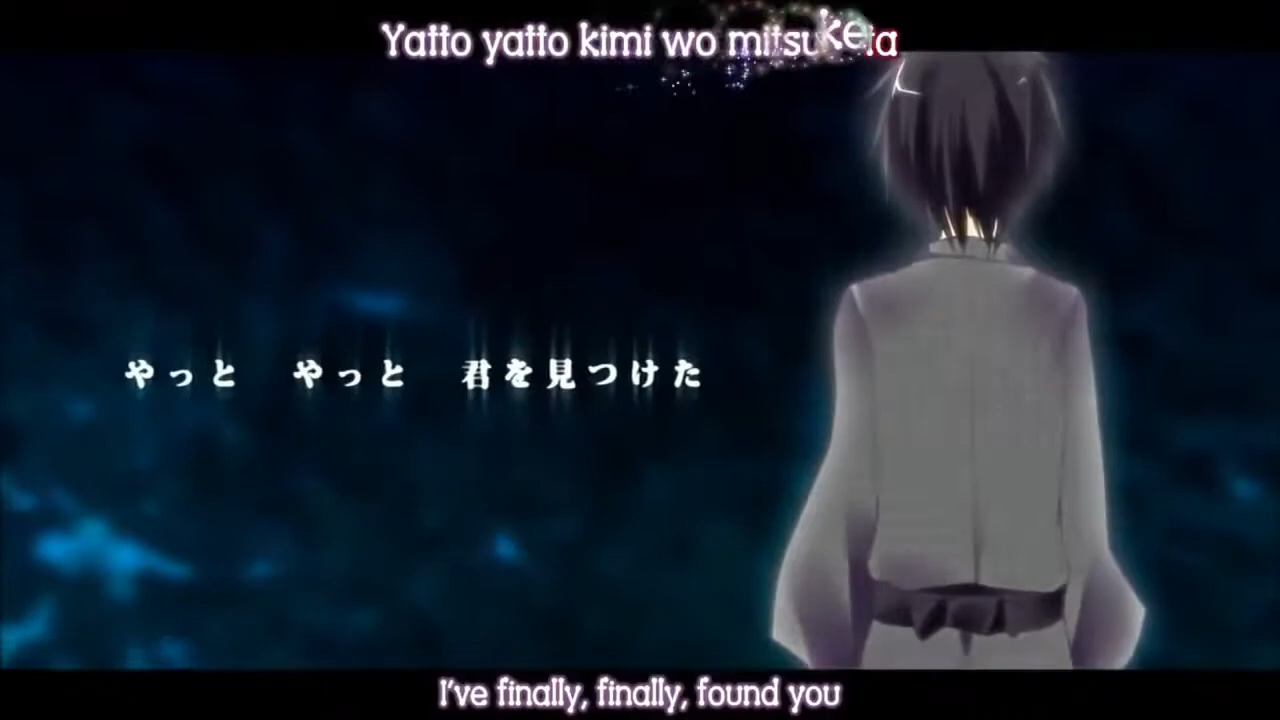 Yatto yatto kimi wo mitsuketa
やっと やっと 君を見つけた
I've finally, finally, found you